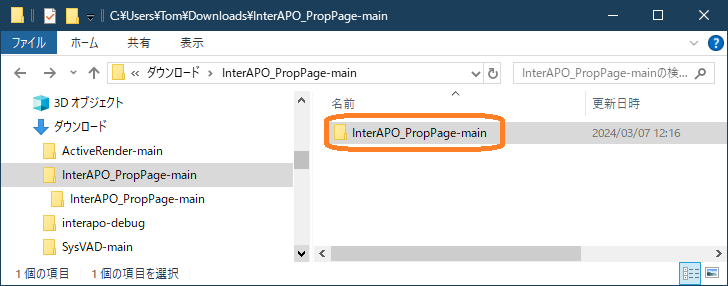 C:¥Users¥Tom¥Downloads¥InterAPO_PropPage-main
ファイル ホーム 共有 表示
« ダウンロード › InterAPO_PropPage-main
InterAPO_PropPage-mainの検...
3D オブジェクト
ダウンロード
ActiveRender-main
InterAPO_PropPage-main
InterAPO_PropPage-main
interapo-debug
SysVAD-main
名前 更新日時
InterAPO_PropPage-main 2024/03/07 12:16
1 個の項目 1 個の項目を選択